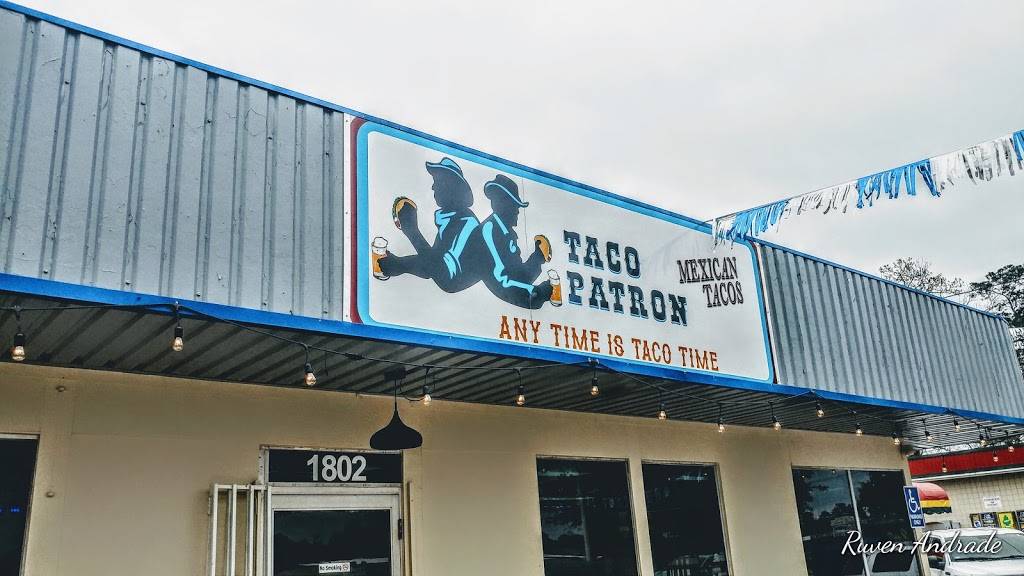 TACO
PATRON
MEXICAN
TACOS
ANY TIME IS TACO TIME
1802
No Smoking
Ruven Andrade